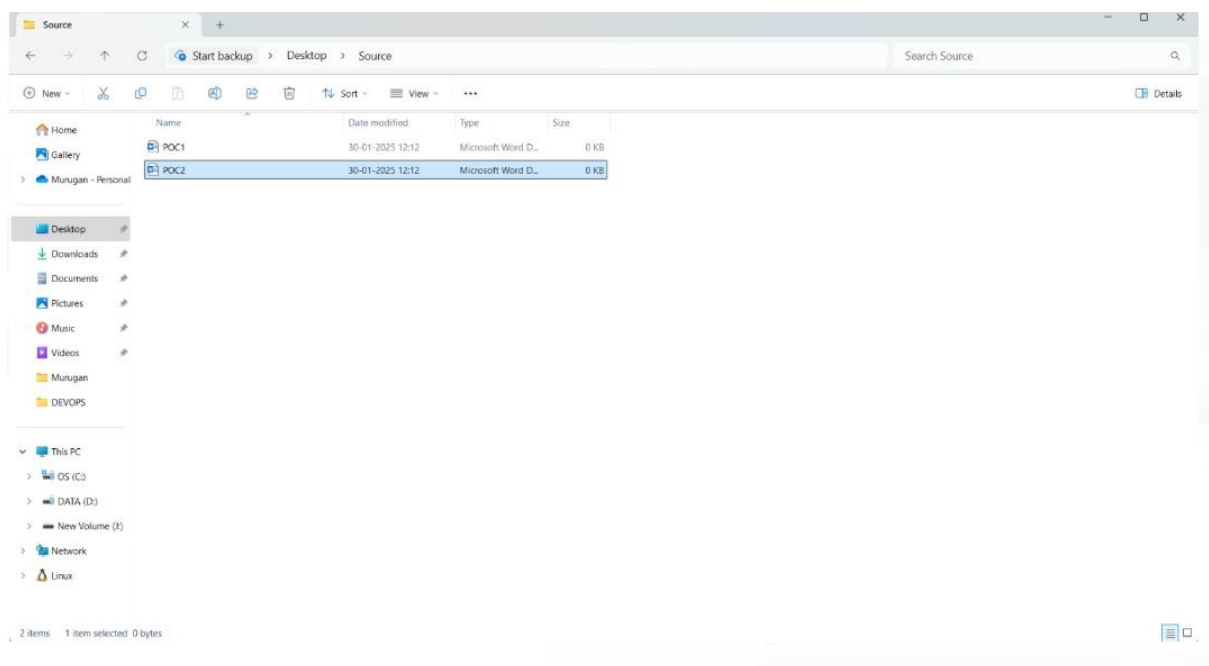 Source
Start backup > Desktop > Source
Search Source
New
Sort
View
Details
Name Date modified Type Size
POC1 30-01-2025 12:12 Microsoft Word D... 0 KB
POC2 30-01-2025 12:12 Microsoft Word D... 0 KB
Home
Gallery
Murugan - Personal
Desktop
Downloads
Documents
Pictures
Music
Videos
Murugan
DEVOPS
This PC
OS (C:)
DATA (D:)
New Volume (J:)
Network
Linux
2 items 1 item selected 0 bytes